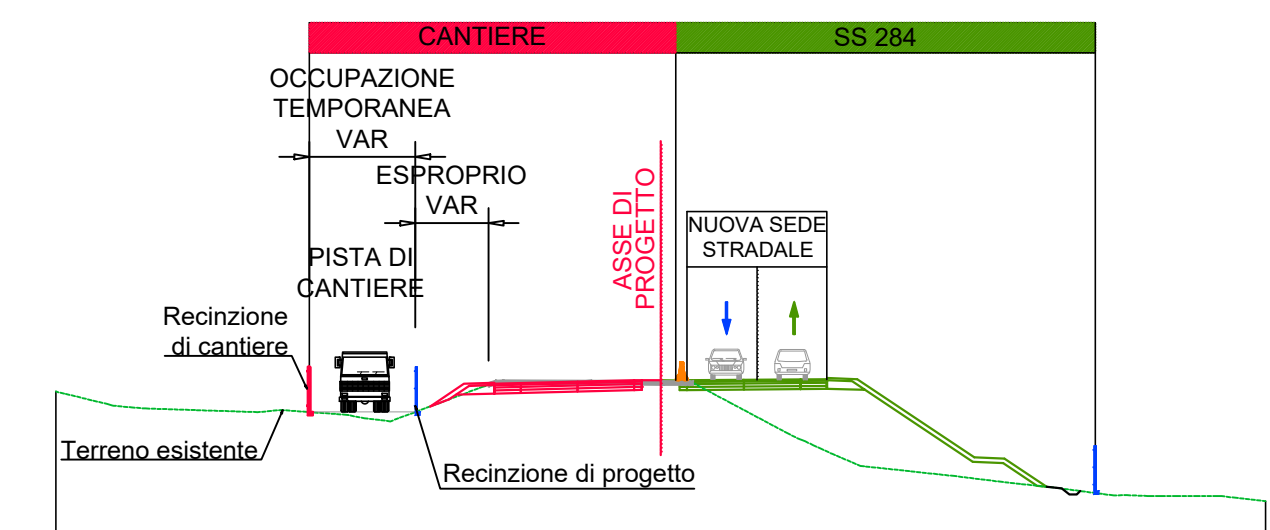 CANTIERE
SS 284
OCCUPAZIONE
TEMPORANEA
VAR
ESPROPRIO
VAR
PISTA DI
CANTIERE
ASSE DI
PROGETTO
NUOVA SEDE
STRADALE
Recinzione
di cantiere
Terreno esistente
Recinzione di progetto